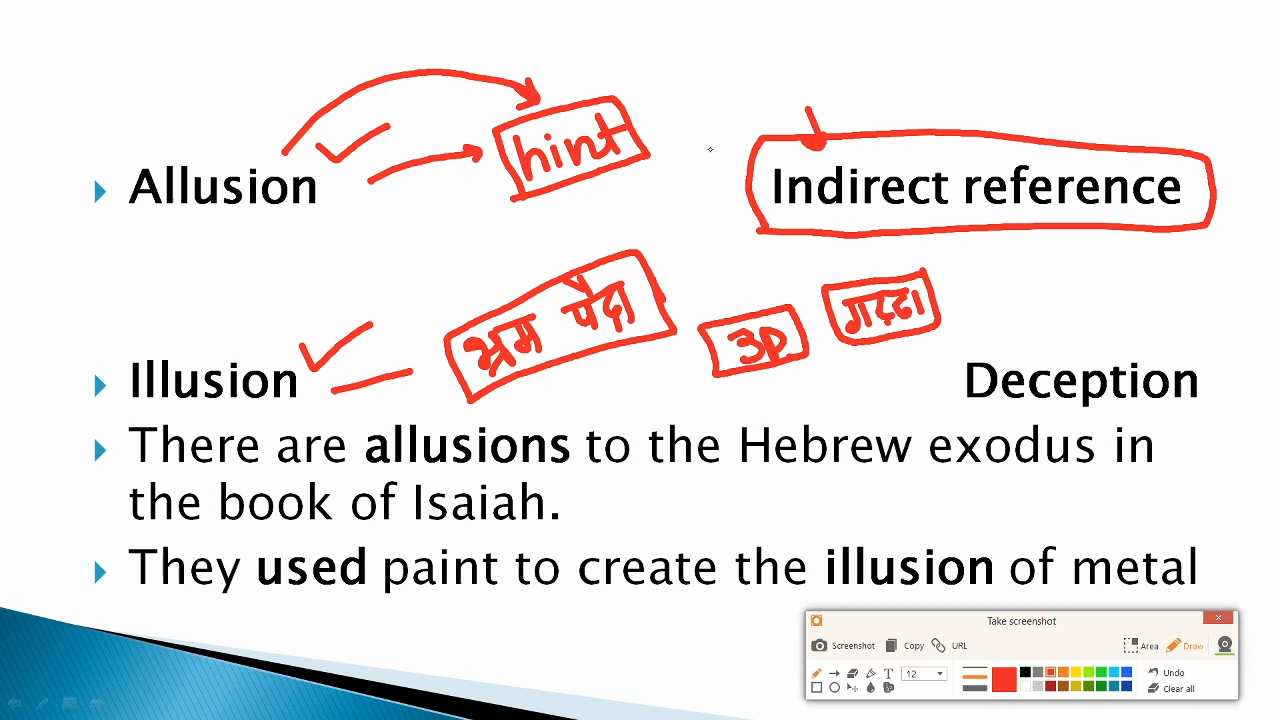 hint
Allusion Indirect reference
भ्रम पैदा 3D गड्ढा
Illusion Deception
There are allusions to the Hebrew exodus in
the book of Isaiah.
They used paint to create the illusion of metal
Take screenshot
Screenshot Copy URL Area Draw
T 12 Undo
Clear all